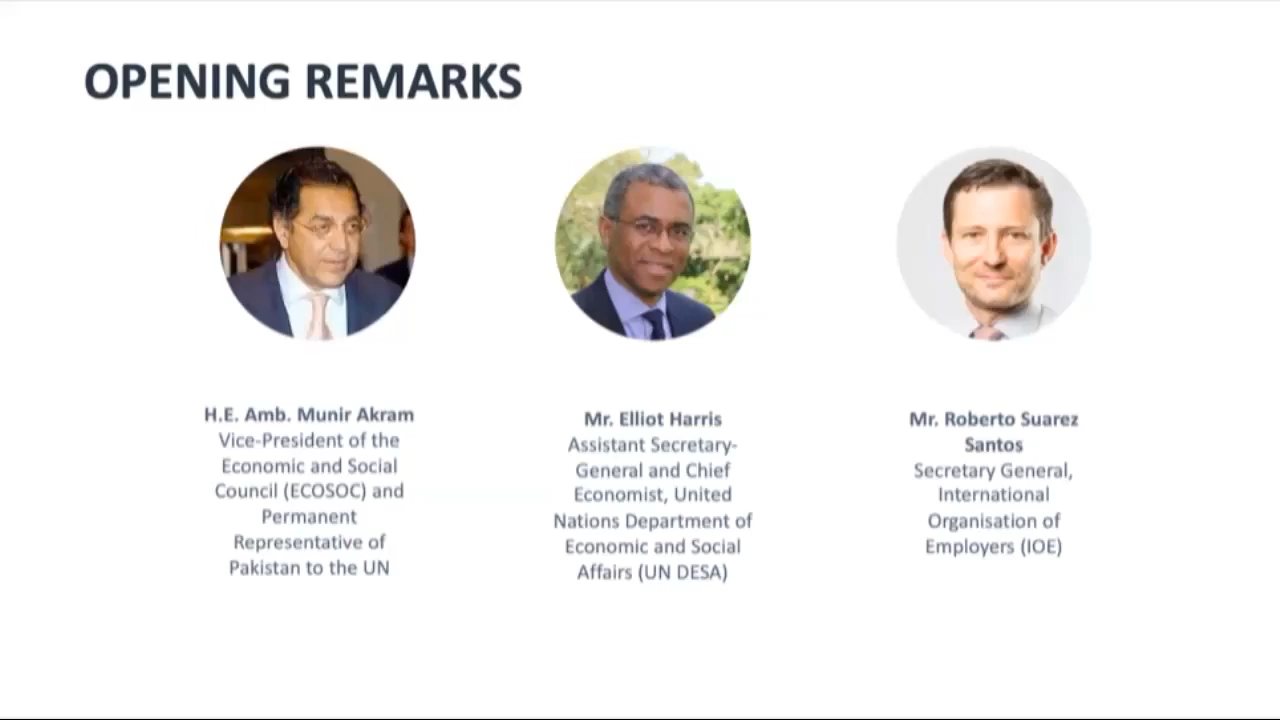 OPENING REMARKS
H.E. Amb. Munir Akram
Vice-President of the
Economic and Social
Council (ECOSOC) and
Permanent
Representative of
Pakistan to the UN
Mr. Elliot Harris
Assistant Secretary-
General and Chief
Economist, United
Nations Department of
Economic and Social
Affairs (UN DESA)
Mr. Roberto Suarez
Santos
Secretary General,
International
Organisation of
Employers (IOE)